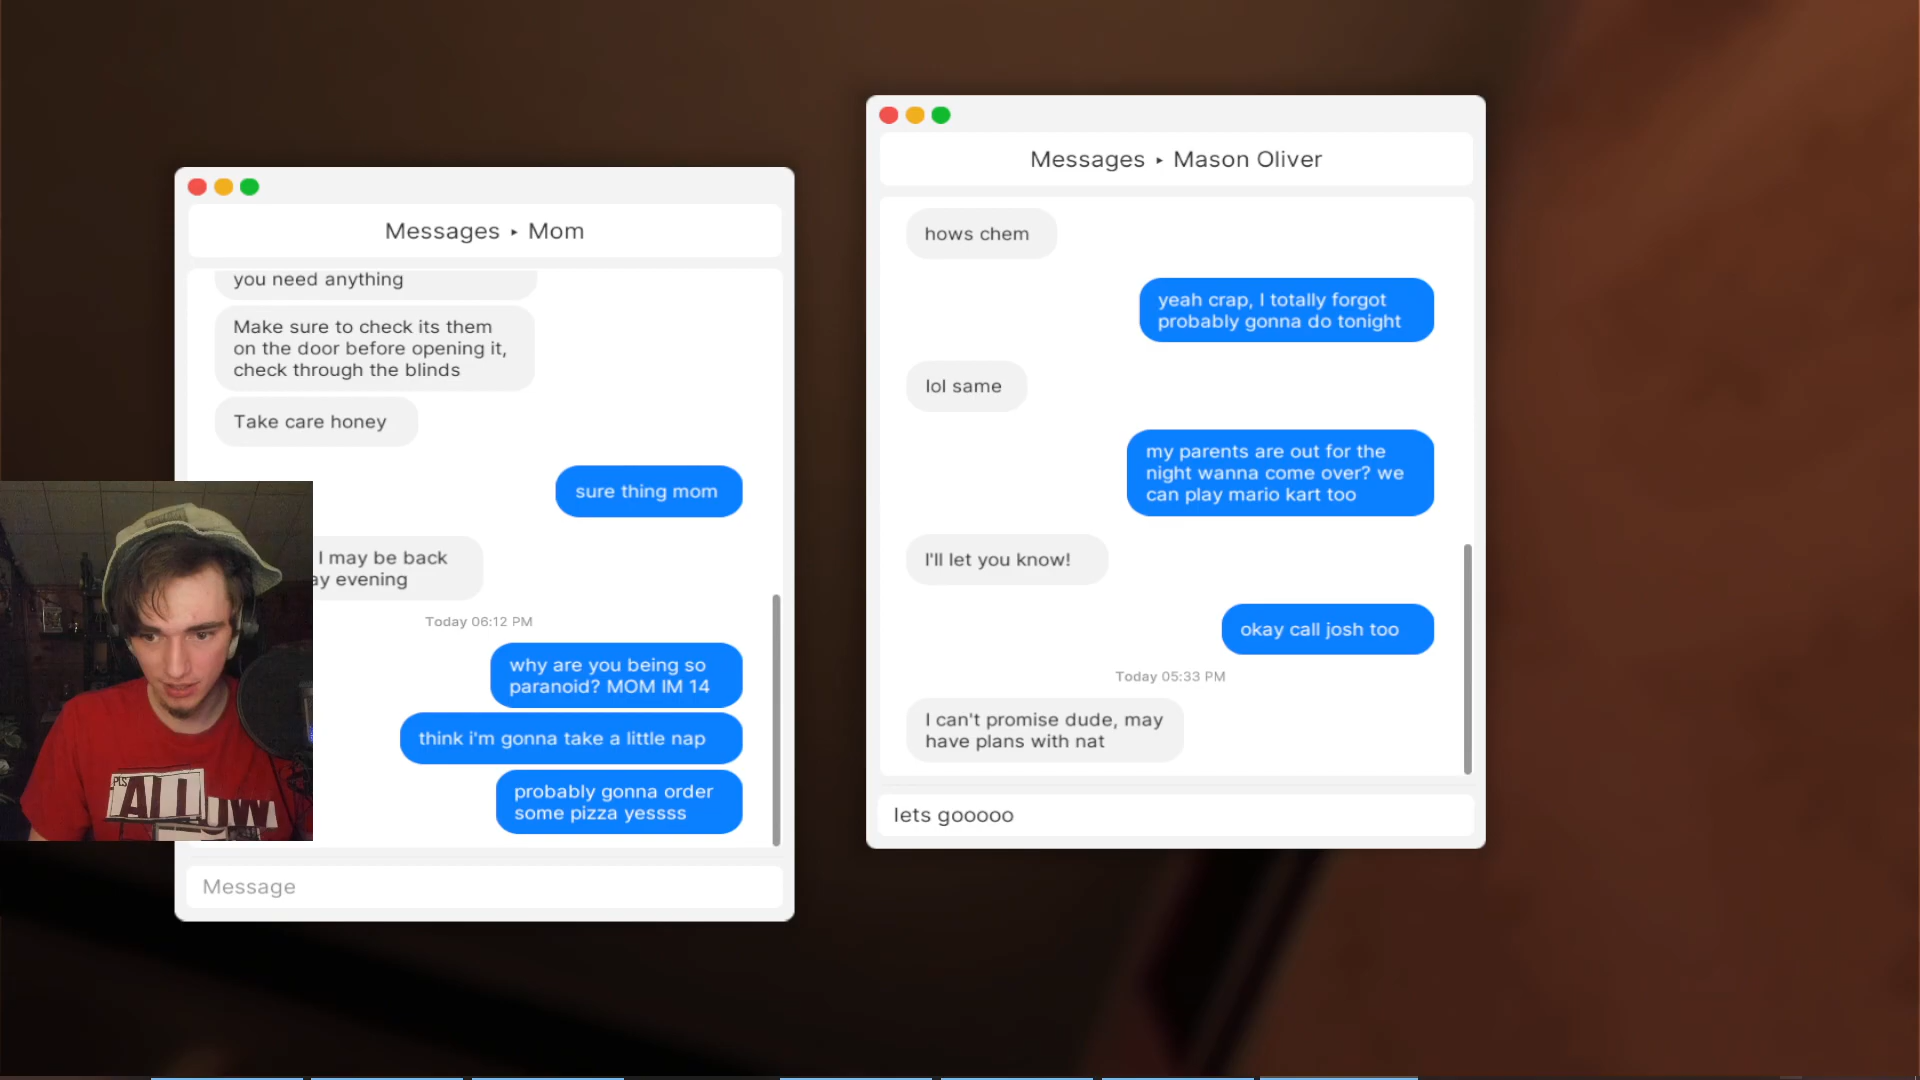 Messages ▸ Mom
you need anything
Make sure to check its them
on the door before opening it,
check through the blinds
Take care honey
sure thing mom
I may be back
ay evening
Today 06:12 PM
why are you being so
paranoid? MOM IM 14
think i'm gonna take a little nap
probably gonna order
some pizza yessss
Message
Messages ▸ Mason Oliver
hows chem
yeah crap, I totally forgot
probably gonna do tonight
lol same
my parents are out for the
night wanna come over? we
can play mario kart too
I'll let you know!
okay call josh too
Today 05:33 PM
I can't promise dude, may
have plans with nat
lets gooooo
PLS
ALL